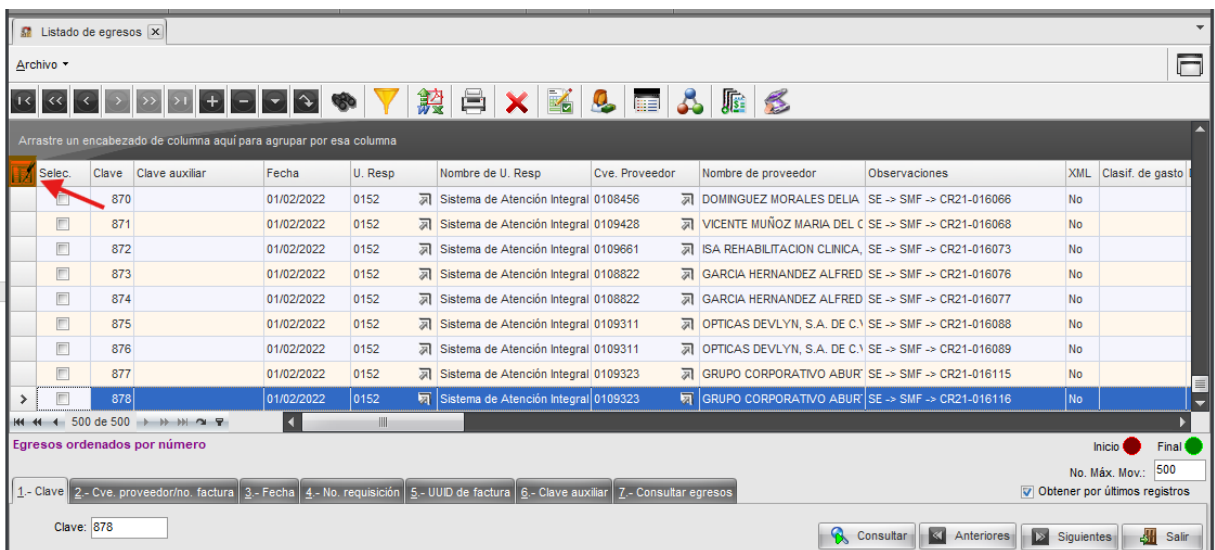 Listado de egresos
Archivo
Arrastre un encabezado de columna aquí para agrupar por esa columna
Selec. Clave Clave auxiliar Fecha U. Resp Nombre de U. Resp Cve. Proveedor Nombre de proveedor Observaciones XML Clasif. de gasto
870 01/02/2022 0152 Sistema de Atención Integral 0108456 DOMINGUEZ MORALES DELIA SE -> SMF -> CR21-016066 No
871 01/02/2022 0152 Sistema de Atención Integral 0109428 VICENTE MUÑOZ MARIA DEL C SE -> SMF -> CR21-016068 No
872 01/02/2022 0152 Sistema de Atención Integral 0109661 ISA REHABILITACION CLINICA, SE -> SMF -> CR21-016073 No
873 01/02/2022 0152 Sistema de Atención Integral 0108822 GARCIA HERNANDEZ ALFRED SE -> SMF -> CR21-016076 No
874 01/02/2022 0152 Sistema de Atención Integral 0108822 GARCIA HERNANDEZ ALFRED SE -> SMF -> CR21-016077 No
875 01/02/2022 0152 Sistema de Atención Integral 0109311 OPTICAS DEVLYN, S.A. DE C.V SE -> SMF -> CR21-016088 No
876 01/02/2022 0152 Sistema de Atención Integral 0109311 OPTICAS DEVLYN, S.A. DE C.V SE -> SMF -> CR21-016089 No
877 01/02/2022 0152 Sistema de Atención Integral 0109323 GRUPO CORPORATIVO ABUR SE -> SMF -> CR21-016115 No
878 01/02/2022 0152 Sistema de Atención Integral 0109323 GRUPO CORPORATIVO ABUR SE -> SMF -> CR21-016116 No
500 de 500
Egresos ordenados por número Inicio Final
No. Máx. Mov.: 500
1.- Clave 2.- Cve. proveedor/no. factura 3.- Fecha 4.- No. requisición 5.- UUID de factura 6.- Clave auxiliar 7.- Consultar egresos Obtener por últimos registros
Clave: 878 Consultar Anteriores Siguientes Salir